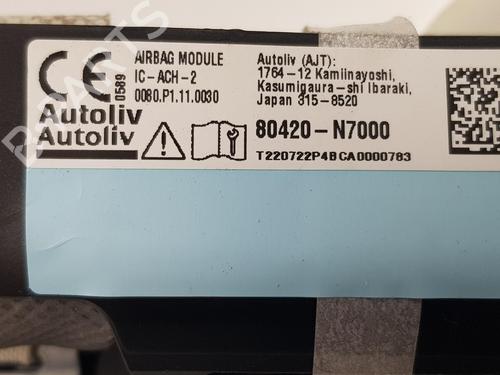 CE
0589
AIRBAG MODULE
IC-ACH-2
0080.P1.11.0030
Autoliv
Autoliv
Autoliv (AJT):
1764-12 Kamiinayoshi,
Kasumigaura-shi Ibaraki,
Japan 315-8520
80420-N7000
T220722P4BCA0000783
B-PARTS